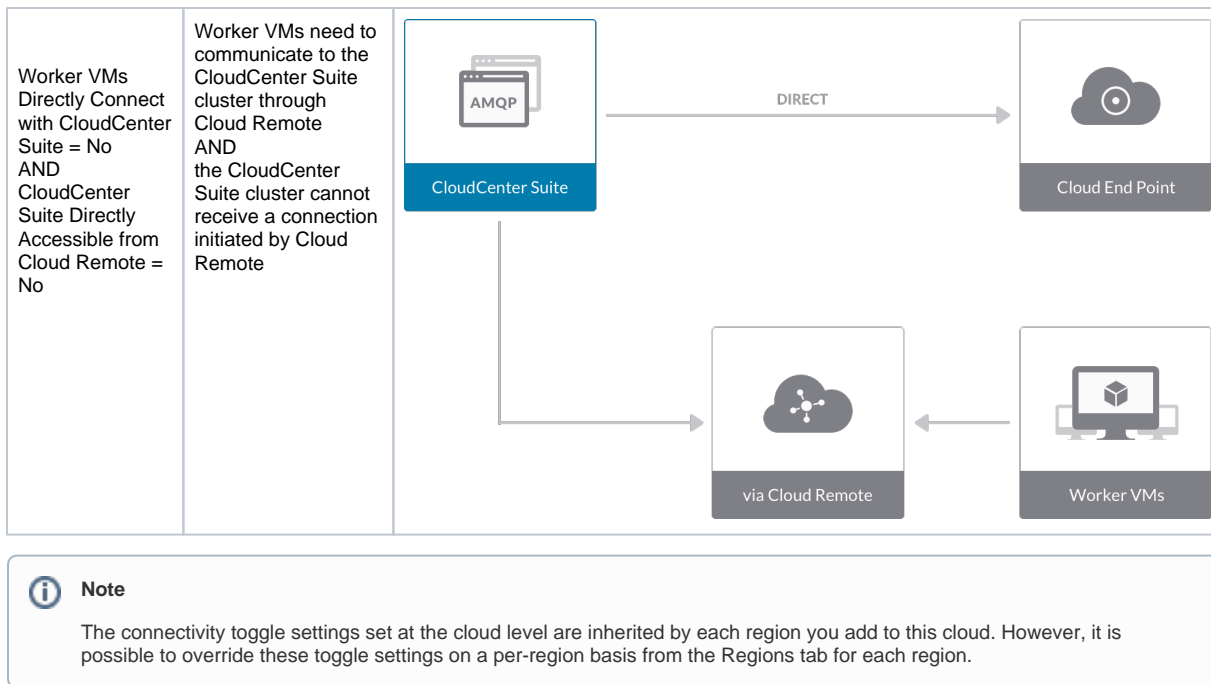 Worker VMs
Directly Connect
with CloudCenter
Suite = No
AND
CloudCenter
Suite Directly
Accessible from
Cloud Remote =
No
Worker VMs need to
communicate to the
CloudCenter Suite
cluster through
Cloud Remote
AND
the CloudCenter
Suite cluster cannot
receive a connection
initiated by Cloud
Remote
AMQP
CloudCenter Suite
DIRECT
Cloud End Point
via Cloud Remote
Worker VMs
Note
The connectivity toggle settings set at the cloud level are inherited by each region you add to this cloud. However, it is
possible to override these toggle settings on a per-region basis from the Regions tab for each region.